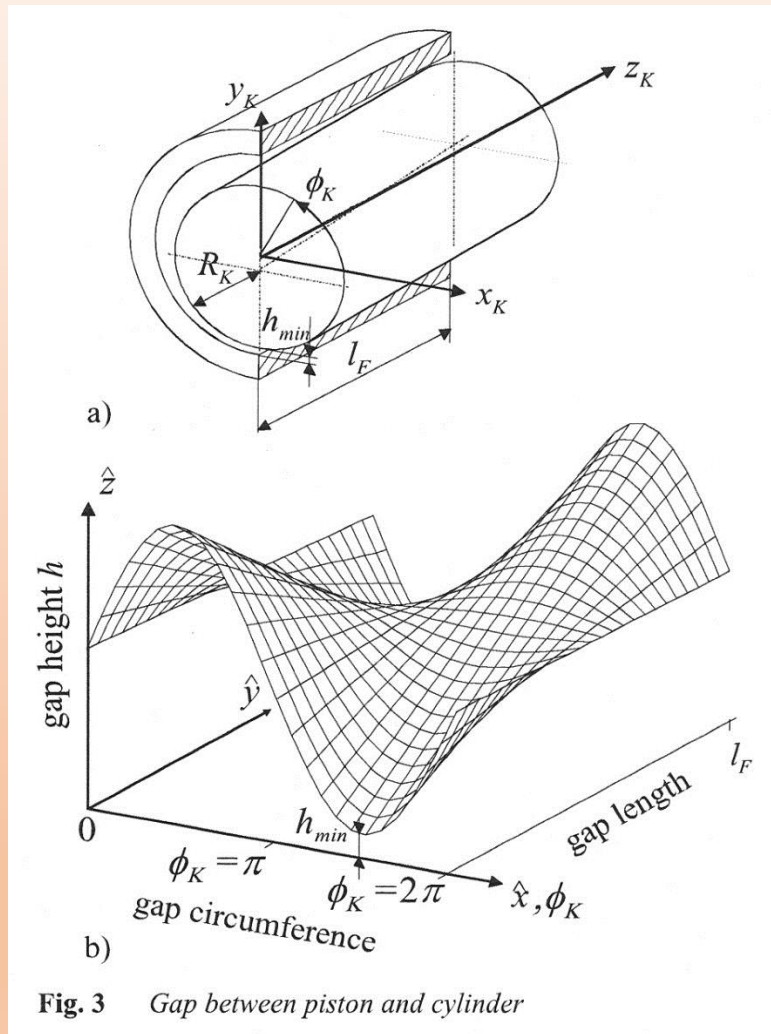 y_K
z_K
ϕ_K
R_K
x_K
h_min
l_F
a)
ẑ
gap height h
ŷ
l_F
gap length
0
h_min
ϕ_K = π
ϕ_K = 2π
x̂, ϕ_K
gap circumference
b)
Fig. 3 Gap between piston and cylinder